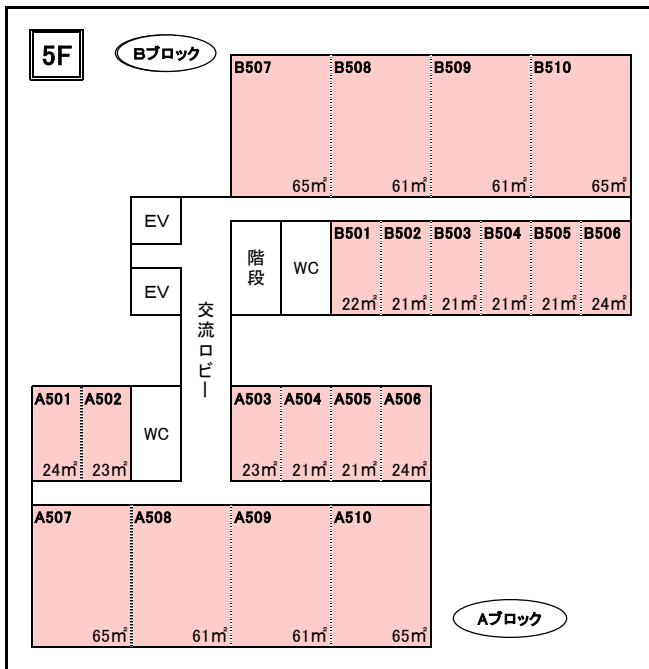 5F
Bブロック
B507 B508 B509 B510
65㎡ 61㎡ 61㎡ 65㎡
EV
階段
WC
B501 B502 B503 B504 B505 B506
22㎡ 21㎡ 21㎡ 21㎡ 21㎡ 24㎡
EV
交流ロビー
A501 A502
WC
A503 A504 A505 A506
24㎡ 23㎡ 23㎡ 21㎡ 21㎡ 24㎡
A507 A508 A509 A510
65㎡ 61㎡ 61㎡ 65㎡
Aブロック